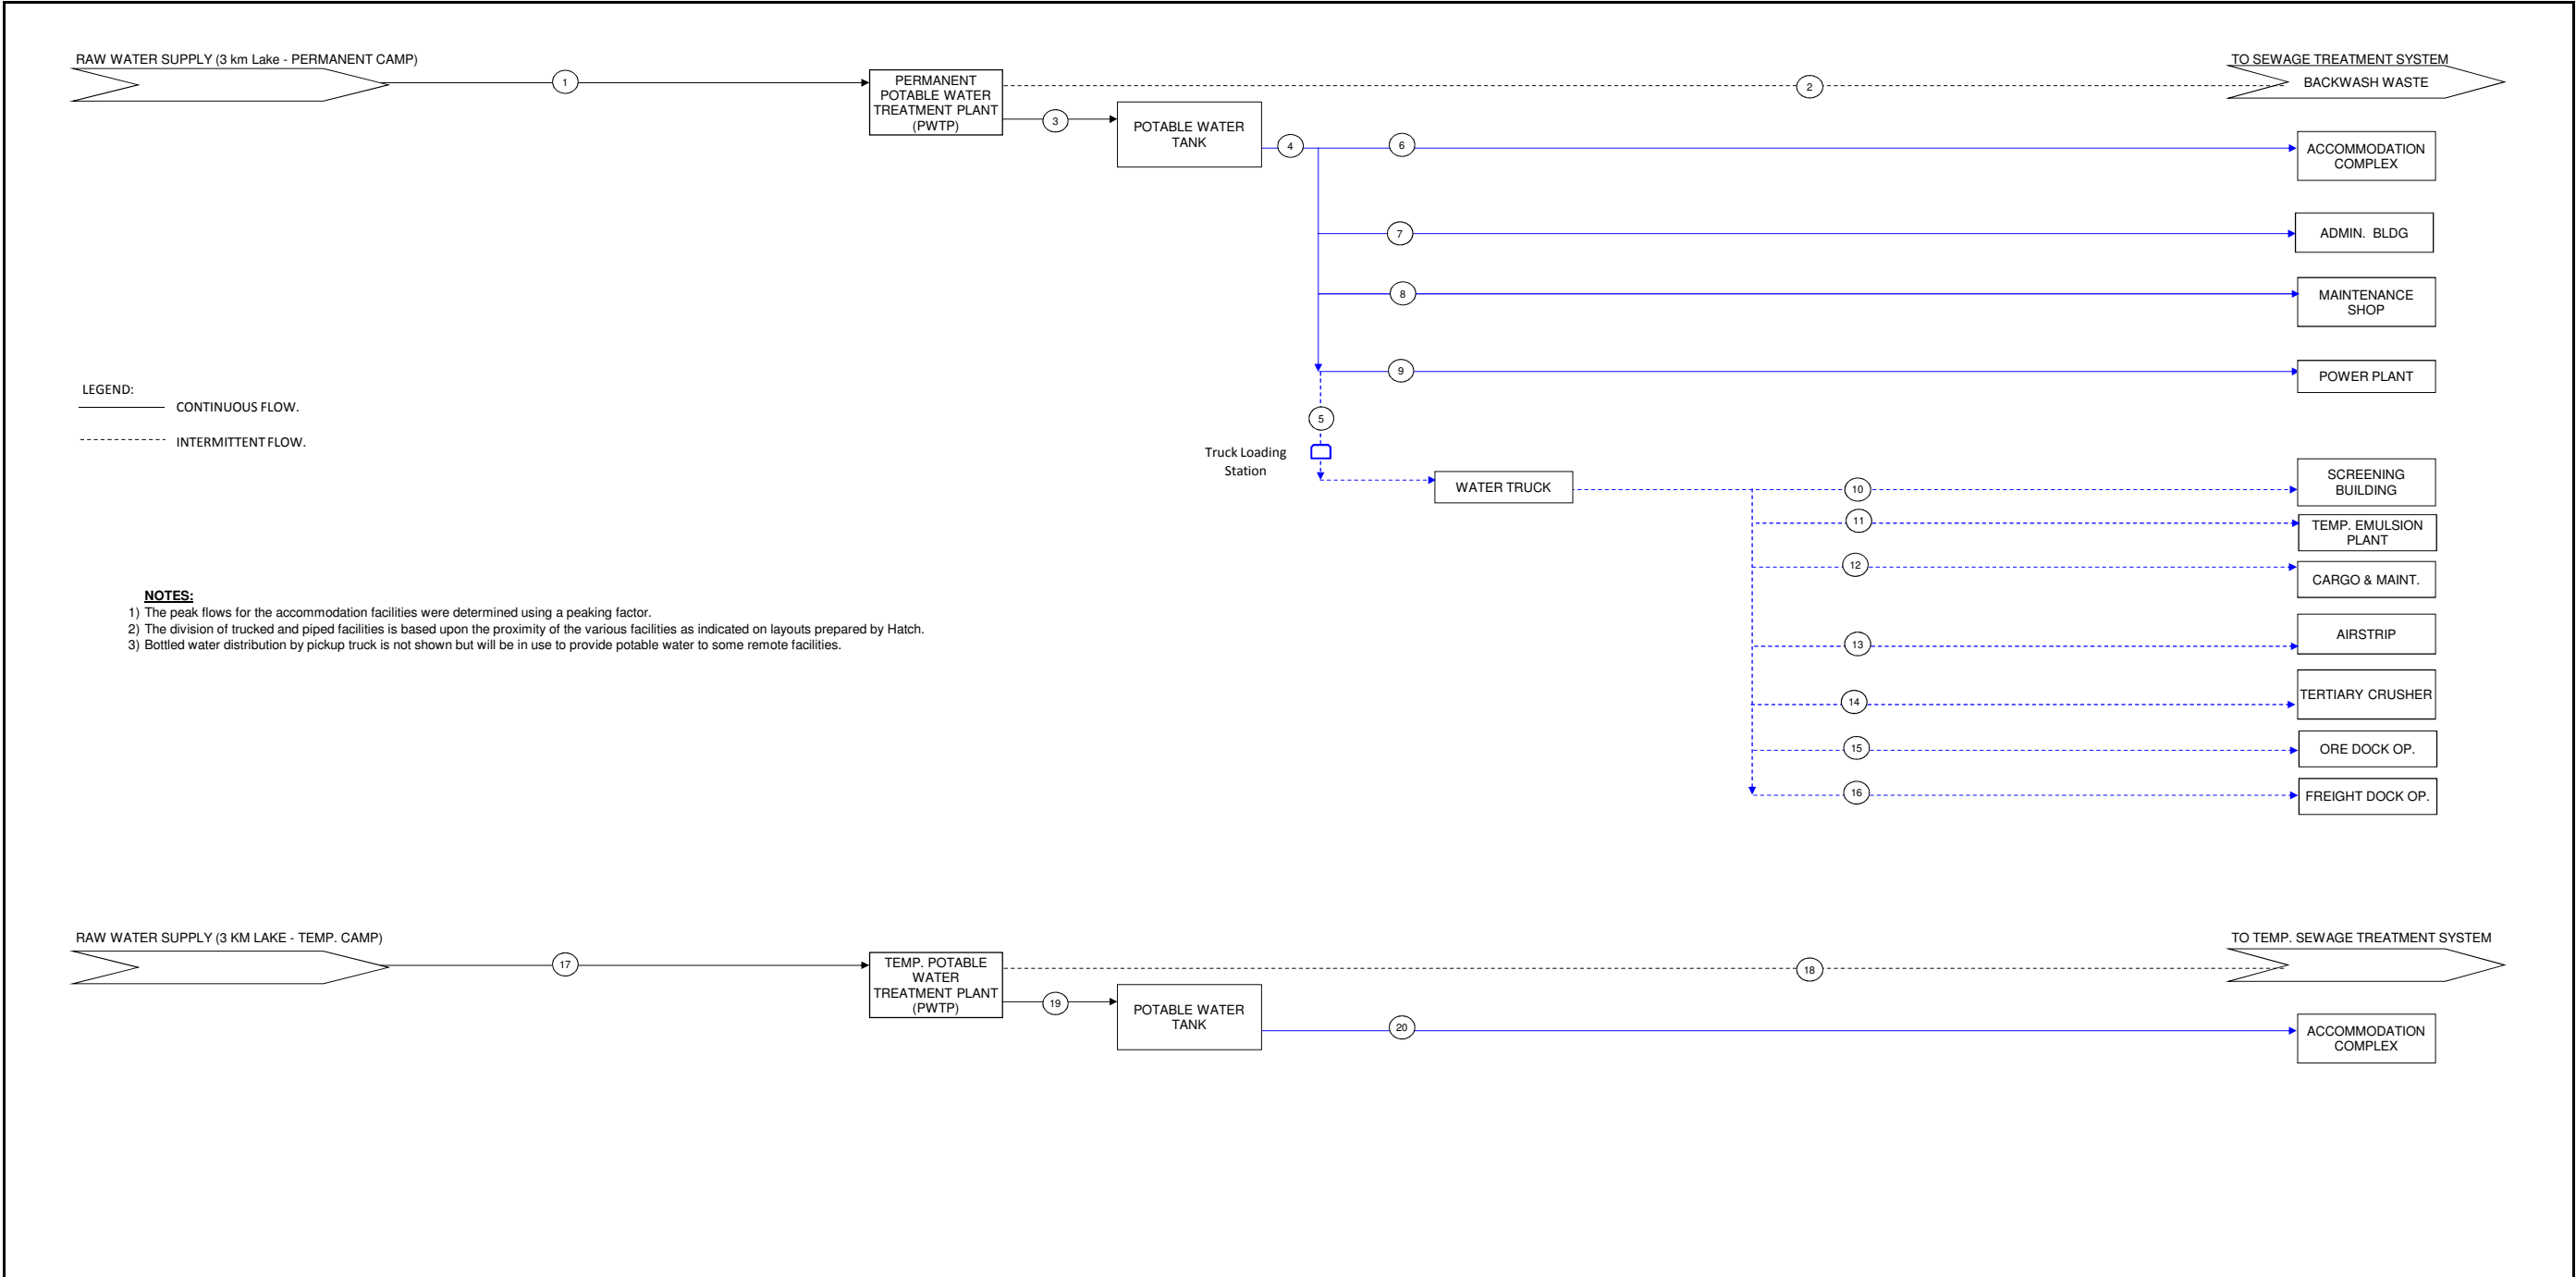 RAW WATER SUPPLY (3 km Lake - PERMANENT CAMP)
1
PERMANENT
POTABLE WATER
TREATMENT PLANT
(PWTP)
2
TO SEWAGE TREATMENT SYSTEM
BACKWASH WASTE
3
POTABLE WATER
TANK
4
6
ACCOMMODATION
COMPLEX
7
ADMIN. BLDG
8
MAINTENANCE
SHOP
9
POWER PLANT
LEGEND:
CONTINUOUS FLOW.
INTERMITTENT FLOW.
5
Truck Loading
Station
WATER TRUCK
10
SCREENING
BUILDING
11
TEMP. EMULSION
PLANT
12
CARGO & MAINT.
13
AIRSTRIP
14
TERTIARY CRUSHER
15
ORE DOCK OP.
16
FREIGHT DOCK OP.
NOTES:
1) The peak flows for the accommodation facilities were determined using a peaking factor.
2) The division of trucked and piped facilities is based upon the proximity of the various facilities as indicated on layouts prepared by Hatch.
3) Bottled water distribution by pickup truck is not shown but will be in use to provide potable water to some remote facilities.
RAW WATER SUPPLY (3 KM LAKE - TEMP. CAMP)
17
TEMP. POTABLE
WATER
TREATMENT PLANT
(PWTP)
18
TO TEMP. SEWAGE TREATMENT SYSTEM
19
POTABLE WATER
TANK
20
ACCOMMODATION
COMPLEX